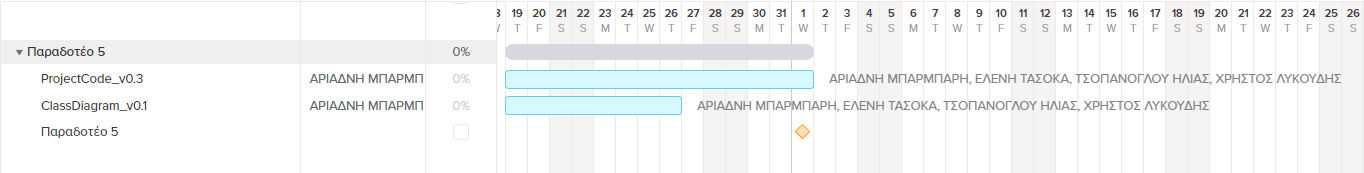 19 20 21 22 23 24 25 26 27 28 29 30 31 1 2 3 4 5 6 7 8 9 10 11 12 13 14 15 16 17 18 19 20 21 22 23 24 25 26
T F S S M T W T F S S M T W T F S S M T W T F S S M T W T F S S M T W T F S S
Παραδοτέο 5 0%
ProjectCode_v0.3 ΑΡΙΑΔΝΗ ΜΠΑΡΜΠ 0% ΑΡΙΑΔΝΗ ΜΠΑΡΜΠΑΡΗ, ΕΛΕΝΗ ΤΑΣΟΚΑ, ΤΣΟΠΑΝΟΓΛΟΥ ΗΛΙΑΣ, ΧΡΗΣΤΟΣ ΛΥΚΟΥΔΗΣ
ClassDiagram_v0.1 ΑΡΙΑΔΝΗ ΜΠΑΡΜΠ 0% ΑΡΙΑΔΝΗ ΜΠΑΡΜΠΑΡΗ, ΕΛΕΝΗ ΤΑΣΟΚΑ, ΤΣΟΠΑΝΟΓΛΟΥ ΗΛΙΑΣ, ΧΡΗΣΤΟΣ ΛΥΚΟΥΔΗΣ
Παραδοτέο 5